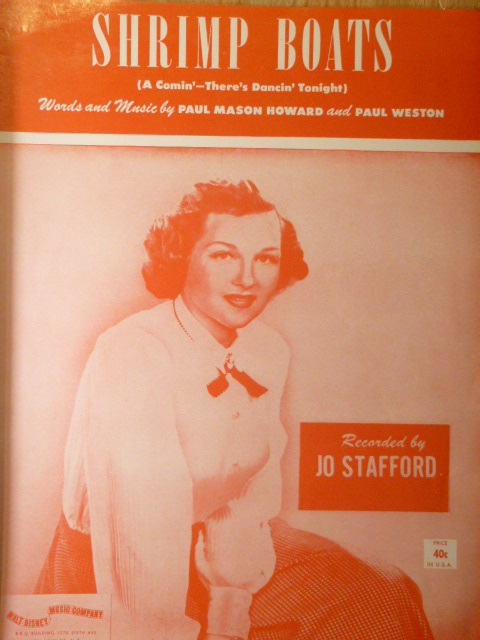 SHRIMP BOATS
(A Comin'—There's Dancin' Tonight)
Words and Music by PAUL MASON HOWARD and PAUL WESTON
Recorded by
JO STAFFORD
PRICE
40c
IN U.S.A.
WALT DISNEY MUSIC COMPANY